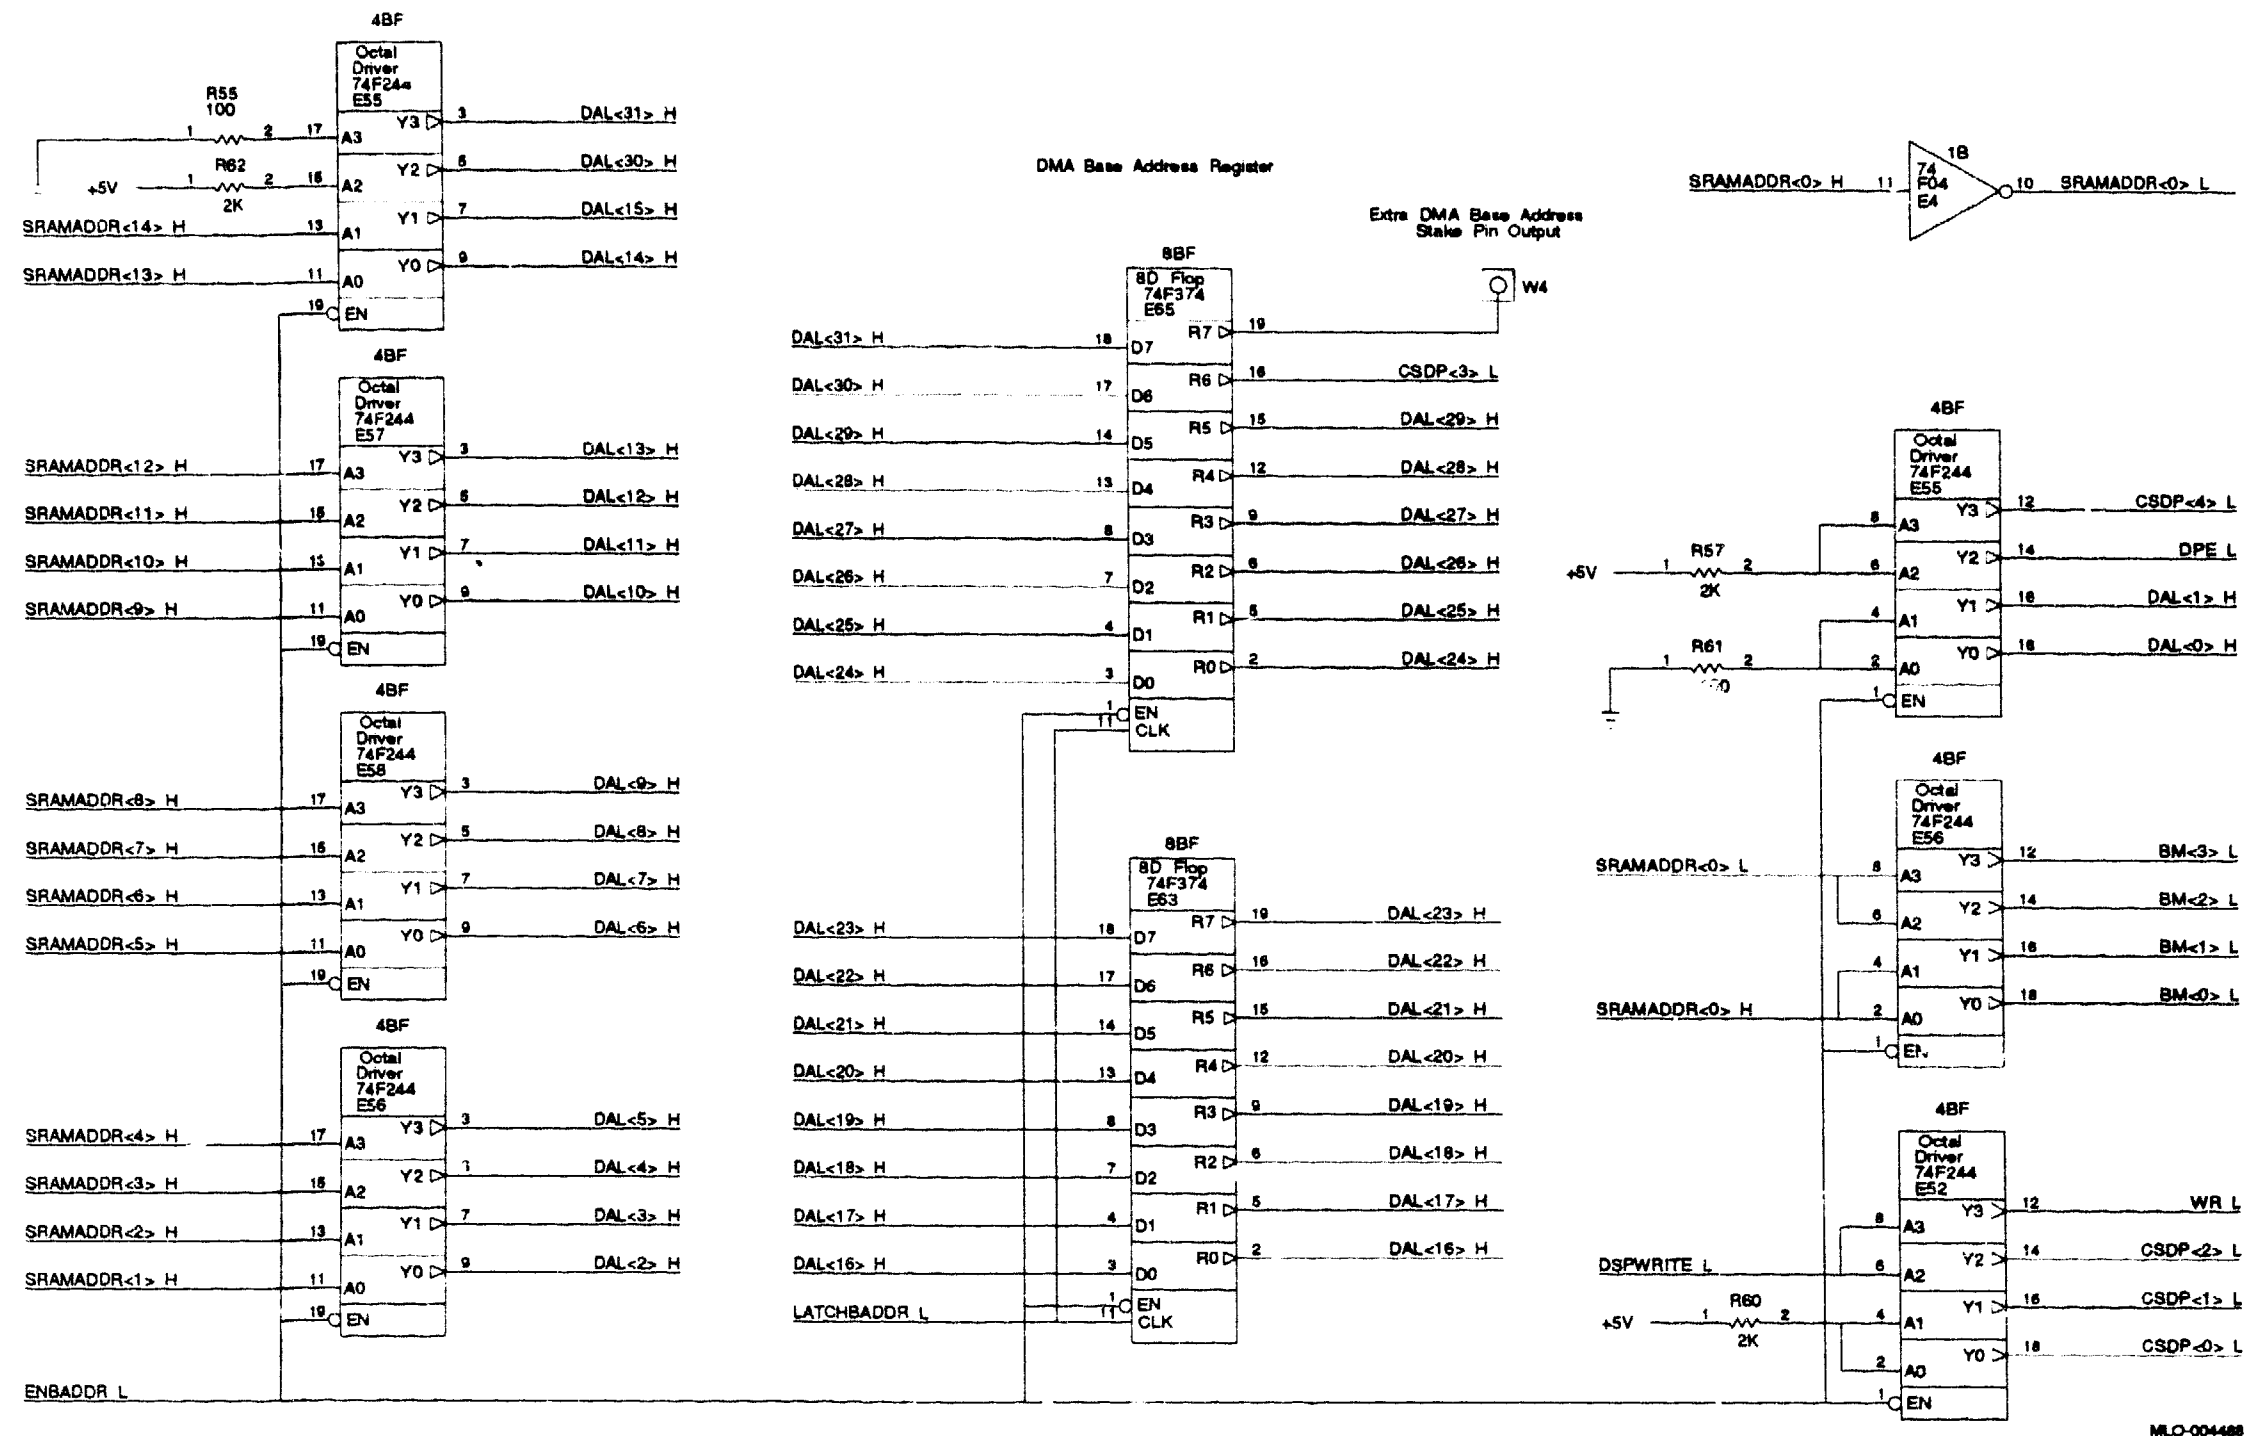 4BF
Octal
Driver
74F244
E55
R55
100
1 2 17 A3 Y3 3 DAL<31> H
R62
+5V 1 2 15 A2 Y2 5 DAL<30> H
2K
SRAMADDR<14> H 13 A1 Y1 7 DAL<15> H
SRAMADDR<13> H 11 A0 Y0 9 DAL<14> H
19 EN
4BF
Octal
Driver
74F244
E57
SRAMADDR<12> H 17 A3 Y3 3 DAL<13> H
SRAMADDR<11> H 15 A2 Y2 5 DAL<12> H
SRAMADDR<10> H 13 A1 Y1 7 DAL<11> H
SRAMADDR<9> H 11 A0 Y0 9 DAL<10> H
19 EN
4BF
Octal
Driver
74F244
E58
SRAMADDR<8> H 17 A3 Y3 3 DAL<9> H
SRAMADDR<7> H 15 A2 Y2 5 DAL<8> H
SRAMADDR<6> H 13 A1 Y1 7 DAL<7> H
SRAMADDR<5> H 11 A0 Y0 9 DAL<6> H
19 EN
4BF
Octal
Driver
74F244
E56
SRAMADDR<4> H 17 A3 Y3 3 DAL<5> H
SRAMADDR<3> H 15 A2 Y2 DAL<4> H
SRAMADDR<2> H 13 A1 Y1 7 DAL<3> H
SRAMADDR<1> H 11 A0 Y0 9 DAL<2> H
19 EN
ENBADDR L
DMA Base Address Register
Extra DMA Base Address
Stake Pin Output
W4
8BF
8D Flop
74F374
E65
DAL<31> H 18 D7 R7 19
DAL<30> H 17 D6 R6 16 CSDP<3> L
DAL<29> H 14 D5 R5 15 DAL<29> H
DAL<28> H 13 D4 R4 12 DAL<28> H
DAL<27> H 8 D3 R3 9 DAL<27> H
DAL<26> H 7 D2 R2 6 DAL<26> H
DAL<25> H 4 D1 R1 5 DAL<25> H
DAL<24> H 3 D0 R0 2 DAL<24> H
1 EN
11 CLK
8BF
8D Flop
74F374
E63
DAL<23> H 18 D7 R7 19 DAL<23> H
DAL<22> H 17 D6 R6 16 DAL<22> H
DAL<21> H 14 D5 R5 15 DAL<21> H
DAL<20> H 13 D4 R4 12 DAL<20> H
DAL<19> H 8 D3 R3 9 DAL<19> H
DAL<18> H 7 D2 R2 6 DAL<18> H
DAL<17> H 4 D1 R1 5 DAL<17> H
DAL<16> H 3 D0 R0 2 DAL<16> H
1 EN
LATCHBADDR L 11 CLK
1B
74
F04
E4
SRAMADDR<0> H 11 10 SRAMADDR<0> L
4BF
Octal
Driver
74F244
E55
8 A3 Y3 12 CSDP<4> L
R57
+5V 1 2 6 A2 Y2 14 DPE L
2K
4 A1 Y1 16 DAL<1> H
R61
1 2 2 A0 Y0 18 DAL<0> H
1 EN
4BF
Octal
Driver
74F244
E56
SRAMADDR<0> L 8 A3 Y3 12 BM<3> L
6 A2 Y2 14 BM<2> L
4 A1 Y1 16 BM<1> L
SRAMADDR<0> H 2 A0 Y0 18 BM<0> L
1 EN
4BF
Octal
Driver
74F244
E52
8 A3 Y3 12 WR L
DSPWRITE L 6 A2 Y2 14 CSDP<2> L
R60
+5V 1 2 4 A1 Y1 16 CSDP<1> L
2K
2 A0 Y0 18 CSDP<0> L
1 EN
MLO-004488